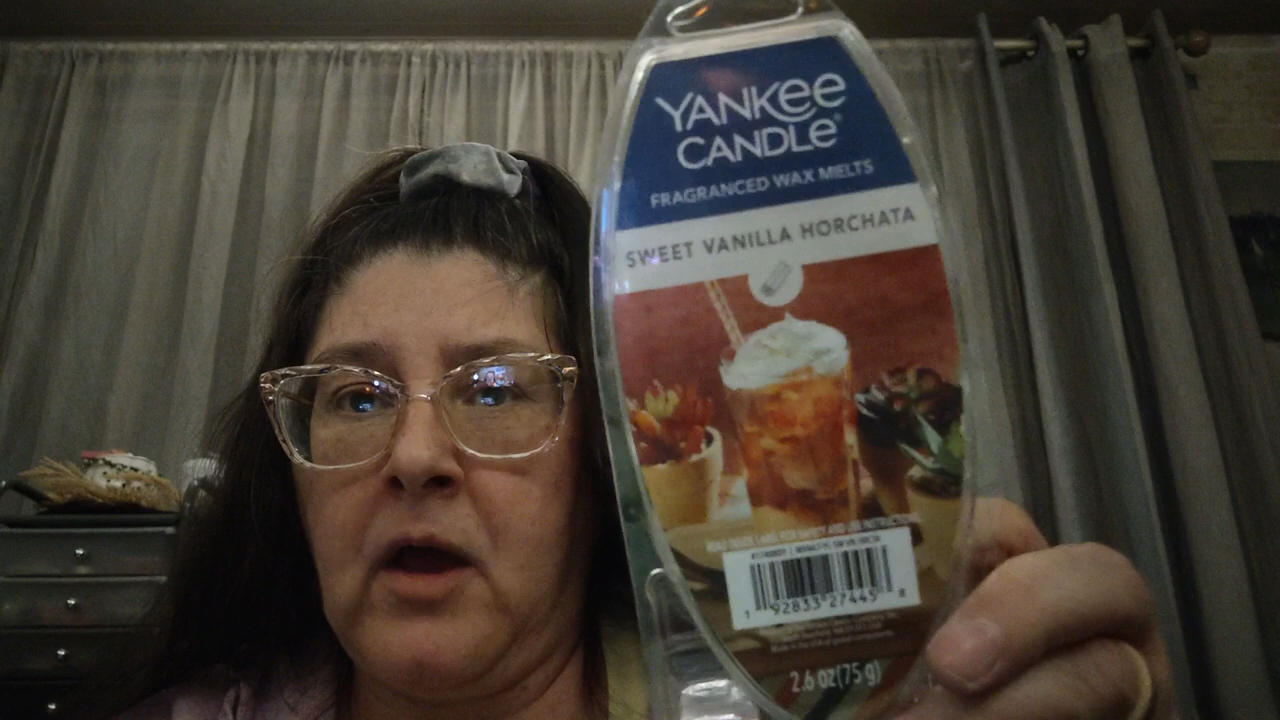 YANKee
CANDLe®
FRAGRANCED WAX MELTS
SWEET VANILLA HORCHATA
1 92833 27445 8
2.6 oz(75 g)